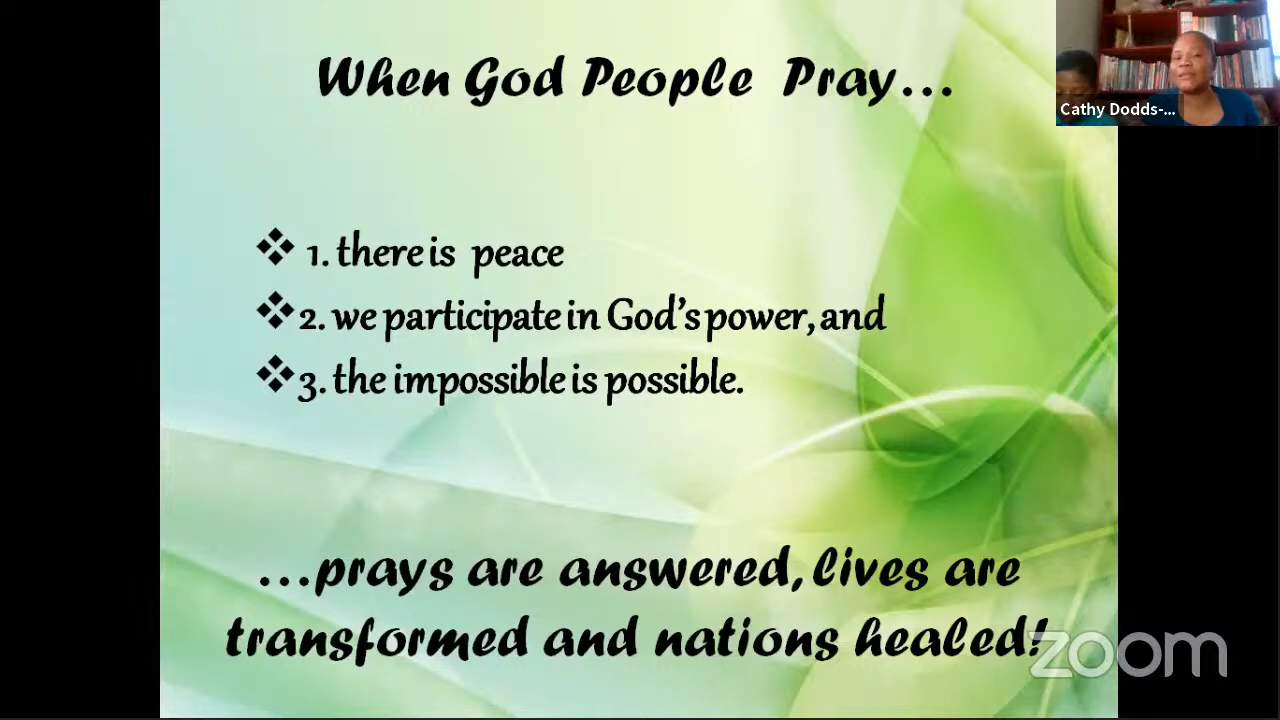 When God People Pray...
Cathy Dodds-...
❖ 1. there is peace
❖2. we participate in God's power, and
❖3. the impossible is possible.
...prays are answered, lives are
transformed and nations healed!
zoom